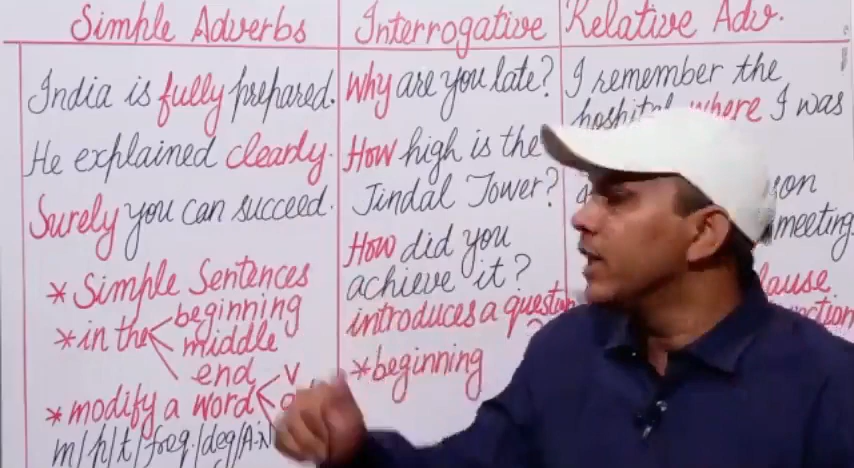 Simple Adverbs
India is fully prepared.
He explained clearly.
Surely you can succeed.
*Simple Sentences
*in the beginning
middle
end
V
*modify a word
m/p/t/freq./deg/A.N
Interrogative
Why are you late?
How high is the
Jindal Tower?
How did you
achieve it?
introduces a question
*beginning
Relative Adv.
I remember the
hospital where I was
meeting.